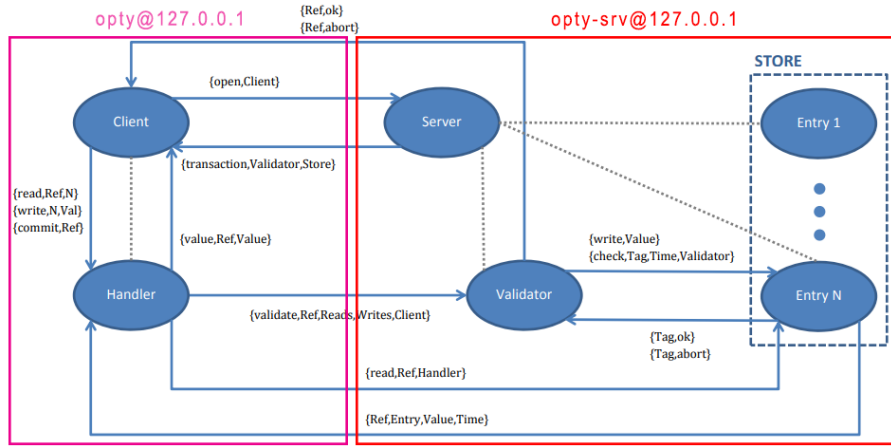 opty@127.0.0.1
opty-srv@127.0.0.1
{Ref,ok}
{Ref,abort}
STORE
{open,Client}
Client
Server
Entry 1
{transaction,Validator,Store}
{read,Ref,N}
{write,N,Val}
{commit,Ref}
{value,Ref,Value}
{write,Value}
{check,Tag,Time,Validator}
Handler
Validator
Entry N
{validate,Ref,Reads,Writes,Client}
{Tag,ok}
{Tag,abort}
{read,Ref,Handler}
{Ref,Entry,Value,Time}